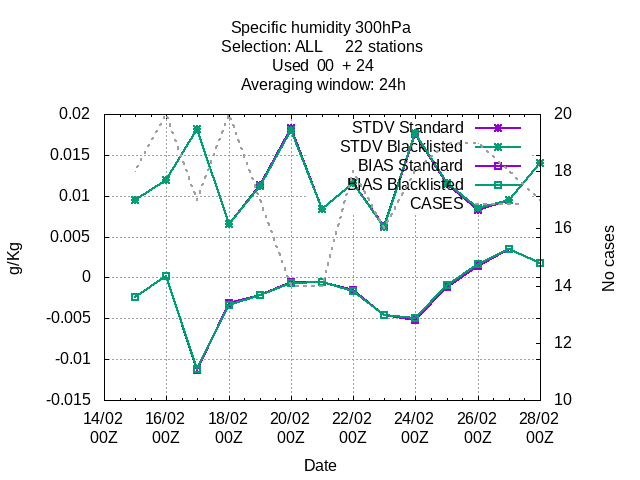 Specific humidity 300hPa
Selection: ALL     22 stations
Used  00  + 24
Averaging window: 24h
STDV Standard
STDV Blacklisted
BIAS Standard
BIAS Blacklisted
CASES
0.02
0.015
0.01
0.005
0
-0.005
-0.01
-0.015
g/Kg
20
18
16
14
12
10
No cases
14/02 16/02 18/02 20/02 22/02 24/02 26/02 28/02
00Z 00Z 00Z 00Z 00Z 00Z 00Z 00Z
Date